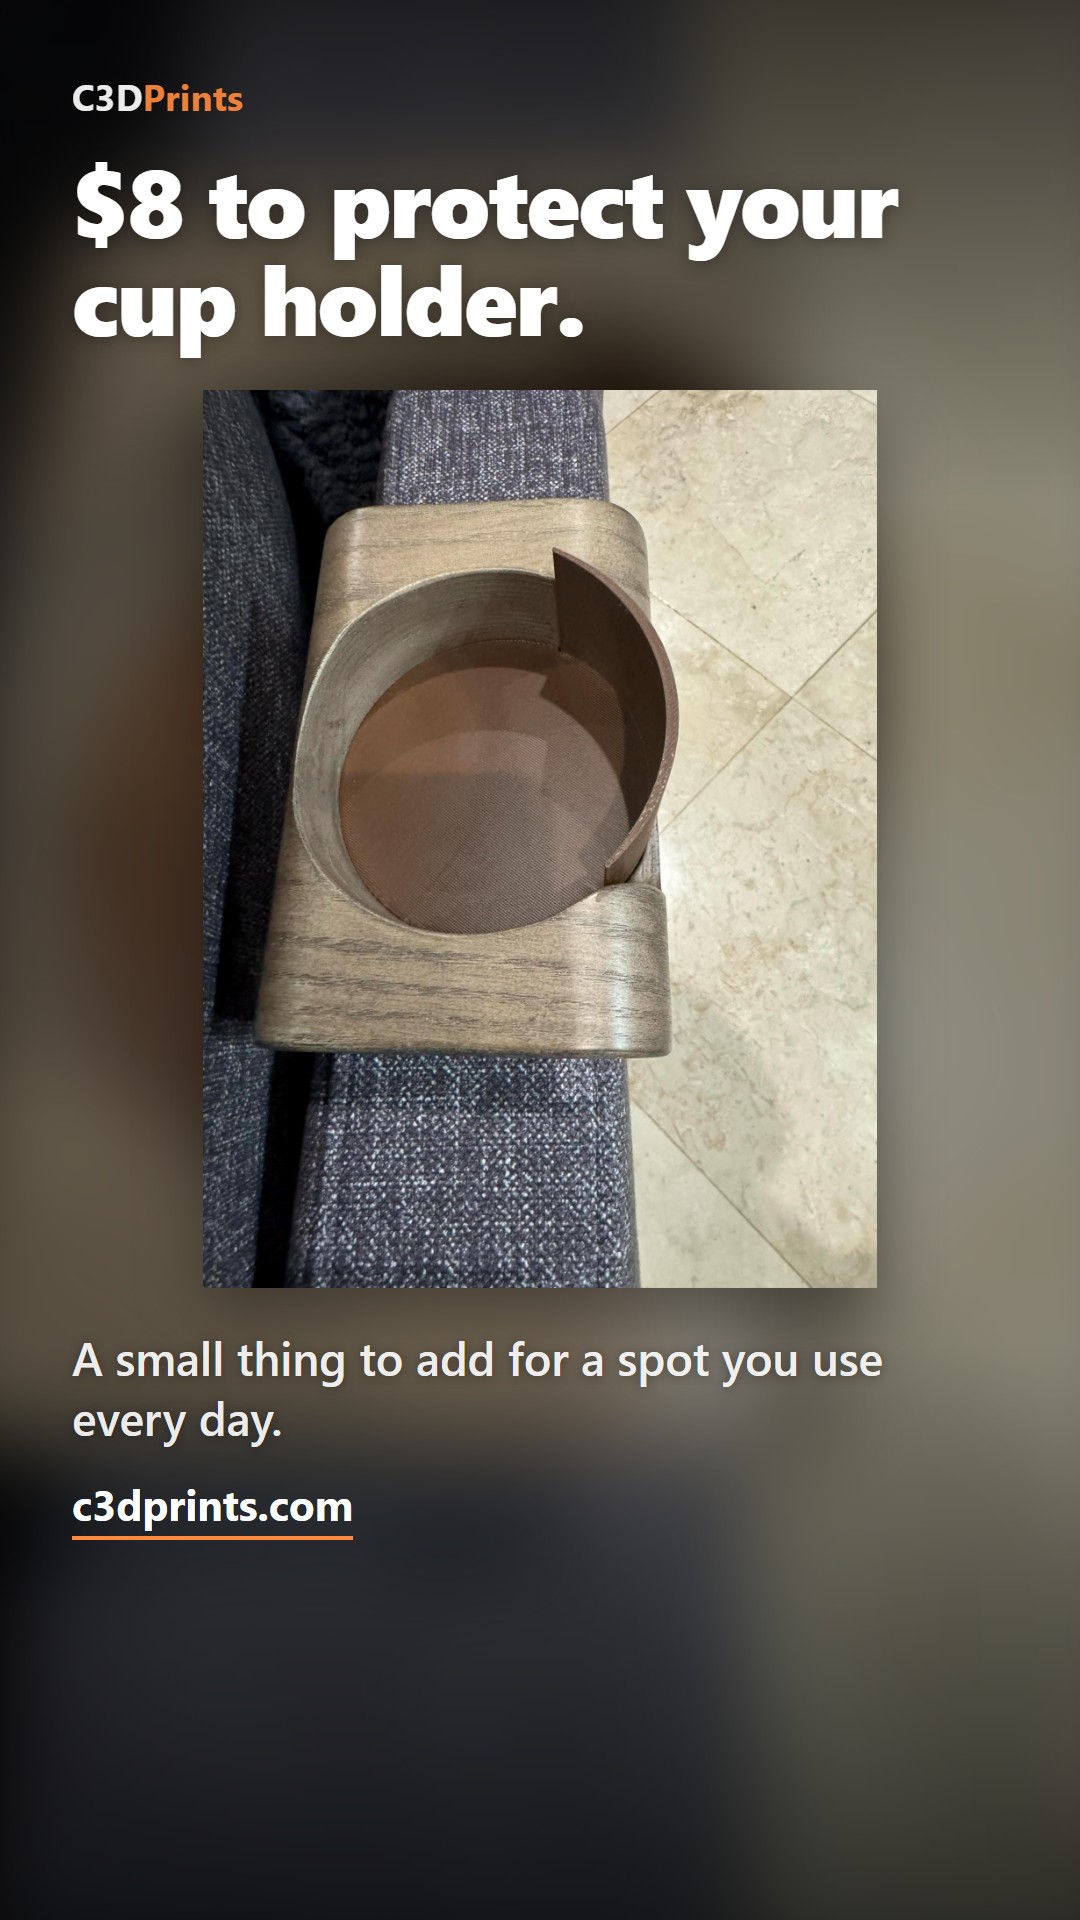 C3DPrints
$8 to protect your
cup holder.
A small thing to add for a spot you use
every day.
c3dprints.com